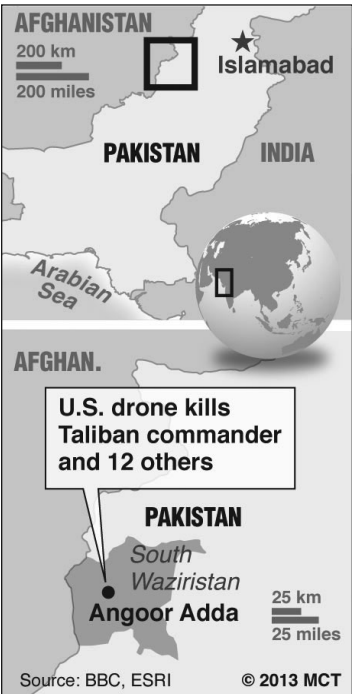 AFGHANISTAN
200 km
200 miles
Islamabad
PAKISTAN
INDIA
Arabian
Sea
AFGHAN.
U.S. drone kills
Taliban commander
and 12 others
PAKISTAN
South
Waziristan
Angoor Adda
25 km
25 miles
Source: BBC, ESRI
© 2013 MCT